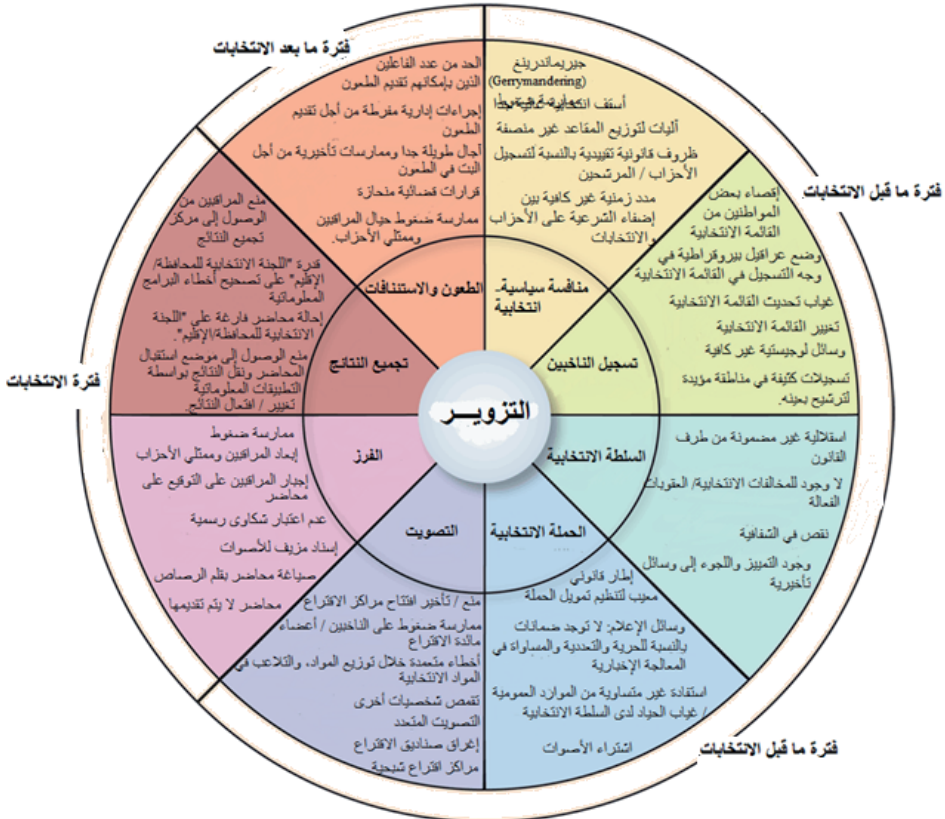 فترة ما بعد الانتخابات
فترة ما قبل الانتخابات
فترة الانتخابات
فترة ما قبل الانتخابات
التزويــر
منافسة سياسية-
انتخابية
جيريماندرينغ
(Gerrymandering)
أسقف انتخابية عالية جدا
آليات لتوزيع المقاعد غير منصفة
ظروف قانونية تقييدية بالنسبة لتسجيل
الأحزاب / المرشحين
مدد زمنية غير كافية بين
إضفاء الشرعية على الأحزاب
والانتخابات
تسجيل الناخبين
إقصاء بعض
المواطنين من
القائمة الانتخابية
وضع عراقيل بيروقراطية في
وجه التسجيل في القائمة الانتخابية
غياب تحديث القائمة الانتخابية
تغيير القائمة الانتخابية
وسائل لوجيستية غير كافية
تسجيلات كثيفة في مناطقة مؤيدة
لترشيح بعينه.
السلطة الانتخابية
استقلالية غير مضمونة من طرف
القانون
لا وجود للمخالفات الانتخابية/ العقوبات
الفعالة
نقص في الشفافية
وجود التمييز واللجوء إلى وسائل
تأخيرية
الحملة الانتخابية
إطار قانوني
معيب لتنظيم تمويل الحملة
وسائل الإعلام: لا توجد ضمانات
بالنسبة للحرية والتعددية والمساواة في
المعالجة الإخبارية
استفادة غير متساوية من الموارد العمومية
/ غياب الحياد لدى السلطة الانتخابية
اشتراء الأصوات
التصويت
منع / تأخير افتتاح مراكز الاقتراع
ممارسة ضغوط على الناخبين / أعضاء
مائدة الاقتراع
أخطاء متعمدة خلال توزيع المواد، والتلاعب في
المواد الانتخابية
تقمص شخصيات أخرى
التصويت المتعدد
إغراق صناديق الاقتراع
مراكز اقتراع شبحية
الفرز
ممارسة ضغوط
إبعاد المراقبين وممثلي الأحزاب
إجبار المراقبين على التوقيع على
محاضر
عدم اعتبار شكاوى رسمية
إسناد مزيف للأصوات
صياغة محاضر بقلم الرصاص
محاضر لا يتم تقديمها
تجميع النتائج
منع المراقبين من
الوصول إلى مركز
تجميع النتائج
قدرة "اللجنة الانتخابية للمحافظة/
الإقليم" على تصحيح أخطاء البرامج
المعلوماتية
إحالة محاضر فارغة على "اللجنة
الانتخابية للمحافظة/الإقليم".
منع الوصول إلى موضع استقبال
المحاضر ونقل النتائج بواسطة
التطبيقات المعلوماتية
تغيير / افتعال النتائج.
الطعون والاستئنافات
الحد من عدد الفاعلين
الذين بإمكانهم تقديم الطعون
إجراءات إدارية مفرطة من أجل تقديم
الطعون
آجال طويلة جدا وممارسات تأخيرية من أجل
البت في الطعون
قرارات قضائية منحازة
ممارسة ضغوط حيال المراقبين
وممثلي الأحزاب.